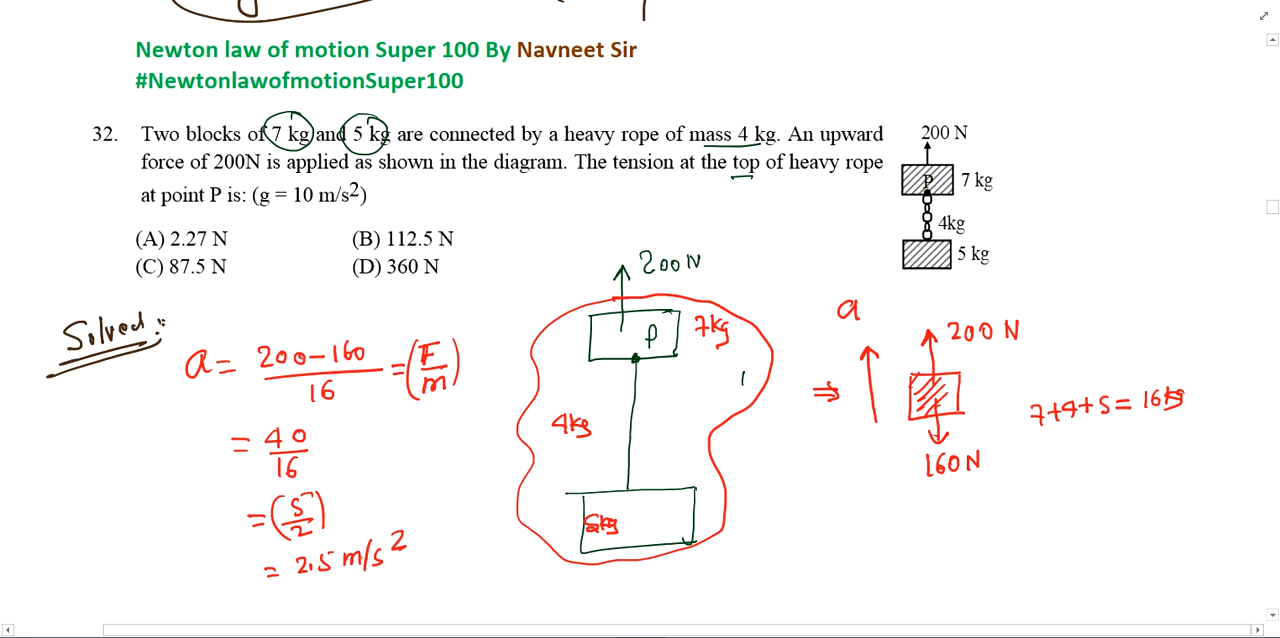 Newton law of motion Super 100 By Navneet Sir
#NewtonlawofmotionSuper100
32. Two blocks of 7 kg and 5 kg are connected by a heavy rope of mass 4 kg. An upward
force of 200N is applied as shown in the diagram. The tension at the top of heavy rope
at point P is: (g = 10 m/s²)
(A) 2.27 N (B) 112.5 N
(C) 87.5 N (D) 360 N
200 N
P 7 kg
4kg
5 kg
Solved :
a = 200-160 / 16 = (F/m)
= 40/16
= (5/2)
= 2.5 m/s²
200 N
P 7kg
4kg
5kg
⇒ a
200 N
160 N
7+4+5 = 16kg